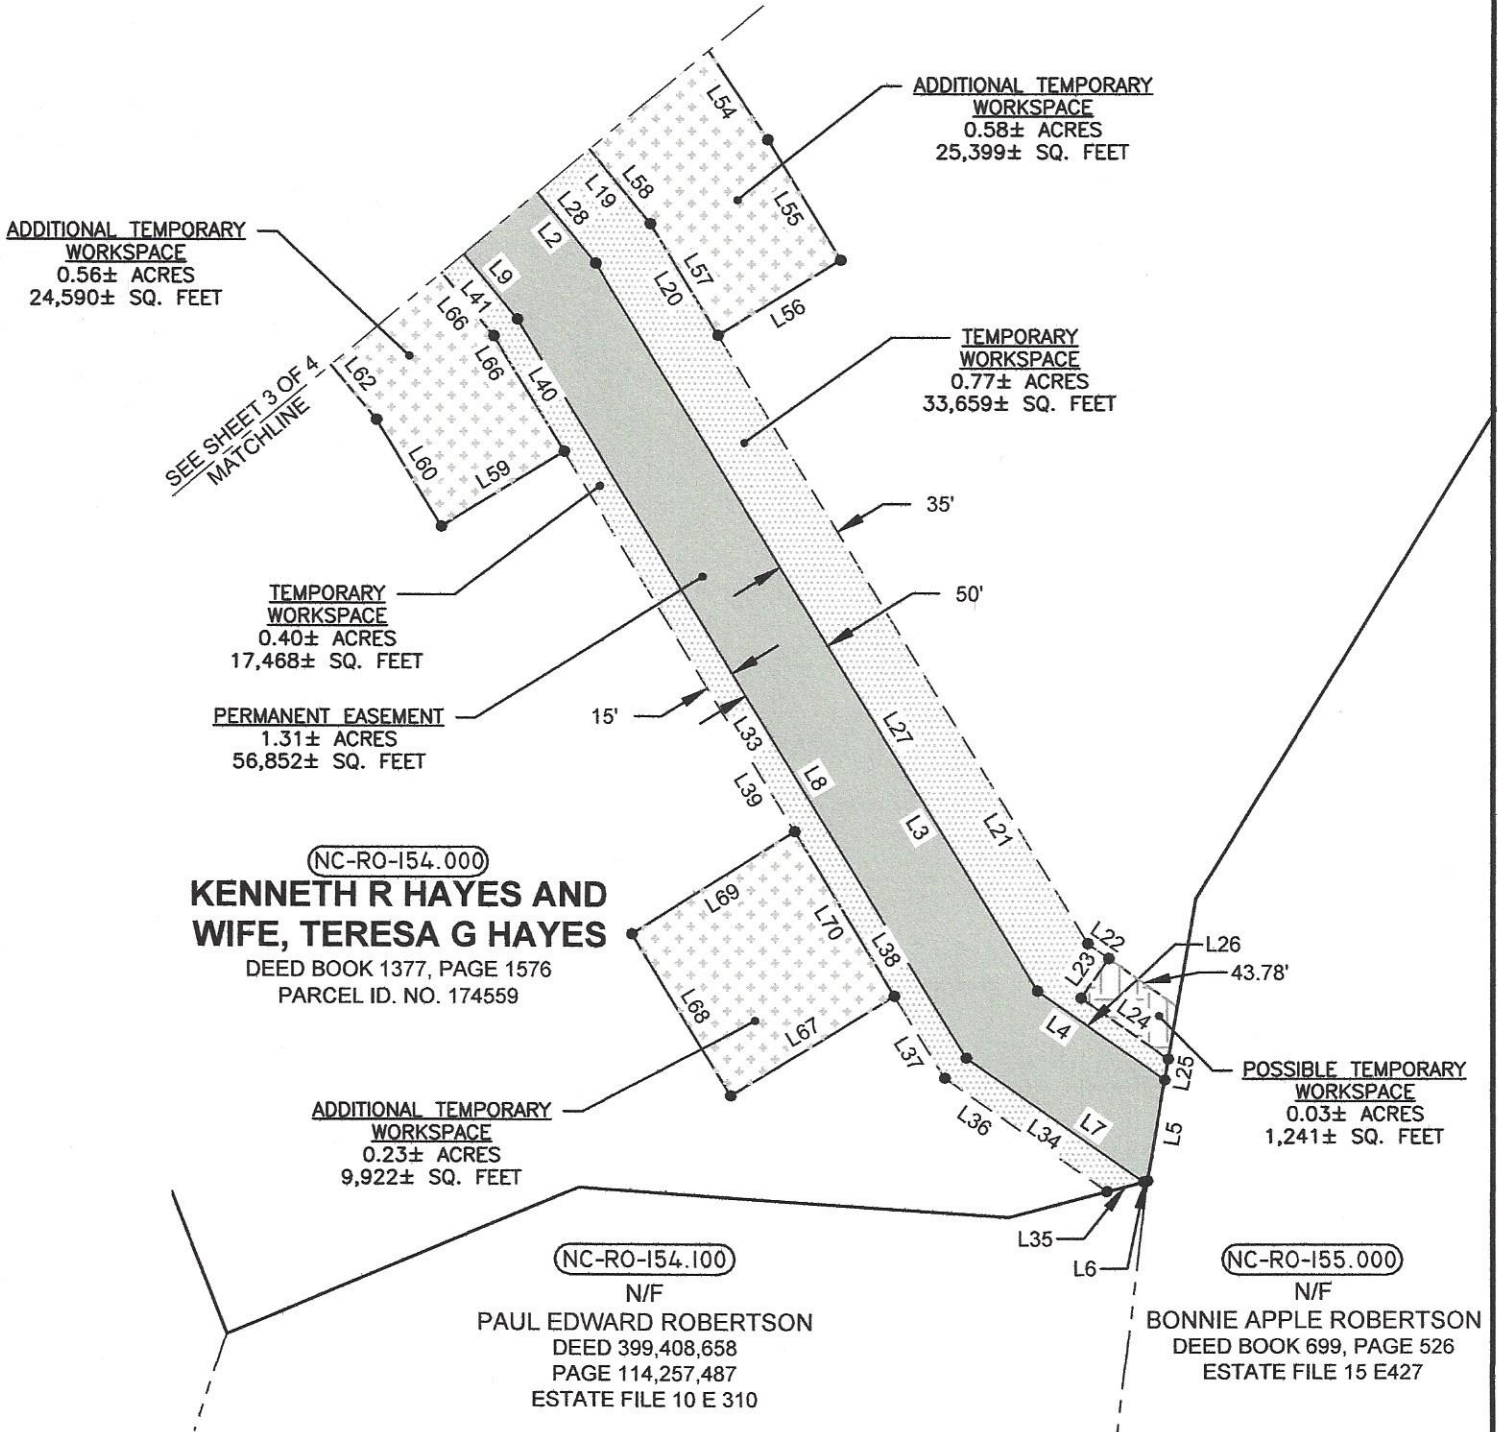 ADDITIONAL TEMPORARY
WORKSPACE
0.58± ACRES
25,399± SQ. FEET
L54
L55
L56
L57
L58
L19
L20
L28
L2
L9
L41
L66
L66
L40
L62
L60
L59
ADDITIONAL TEMPORARY
WORKSPACE
0.56± ACRES
24,590± SQ. FEET
SEE SHEET 3 OF 4
MATCHLINE
TEMPORARY
WORKSPACE
0.77± ACRES
33,659± SQ. FEET
35'
50'
TEMPORARY
WORKSPACE
0.40± ACRES
17,468± SQ. FEET
PERMANENT EASEMENT
1.31± ACRES
56,852± SQ. FEET
15'
L33
L39
L8
L27
L3
L21
NC-RO-154.000
KENNETH R HAYES AND
WIFE, TERESA G HAYES
DEED BOOK 1377, PAGE 1576
PARCEL ID. NO. 174559
L69
L70
L38
L68
L67
L37
L22
L26
L23
43.78'
L24
L4
L25
L36
L34
L7
L5
ADDITIONAL TEMPORARY
WORKSPACE
0.23± ACRES
9,922± SQ. FEET
POSSIBLE TEMPORARY
WORKSPACE
0.03± ACRES
1,241± SQ. FEET
L35
L6
NC-RO-154.100
N/F
PAUL EDWARD ROBERTSON
DEED 399,408,658
PAGE 114,257,487
ESTATE FILE 10 E 310
NC-RO-155.000
N/F
BONNIE APPLE ROBERTSON
DEED BOOK 699, PAGE 526
ESTATE FILE 15 E427